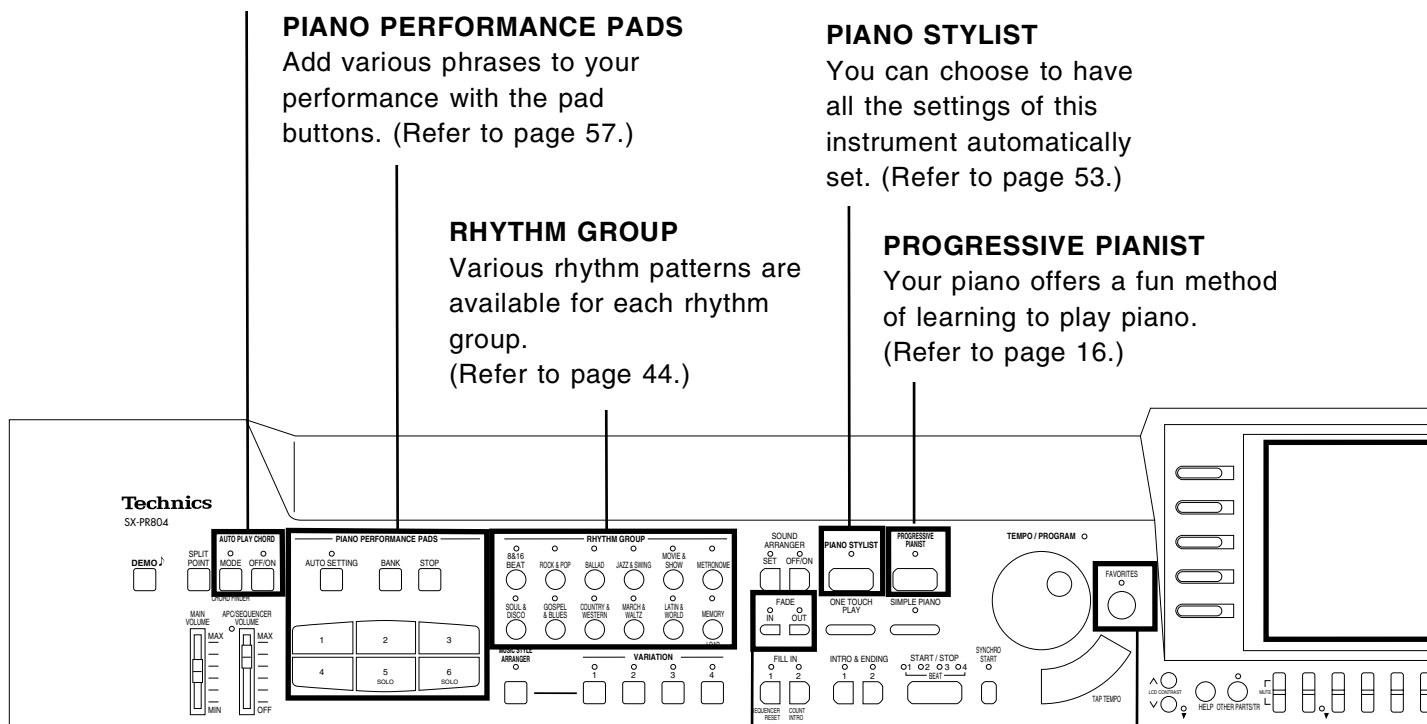 PIANO PERFORMANCE PADS
Add various phrases to your
performance with the pad
buttons. (Refer to page 57.)
PIANO STYLIST
You can choose to have
all the settings of this
instrument automatically
set. (Refer to page 53.)
RHYTHM GROUP
Various rhythm patterns are
available for each rhythm
group.
(Refer to page 44.)
PROGRESSIVE PIANIST
Your piano offers a fun method
of learning to play piano.
(Refer to page 16.)
Technics
SX-PR804
DEMO
SPLIT
POINT
AUTO PLAY CHORD
MODE OFF/ON
CHORD FINDER
MAIN
VOLUME
MAX
MIN
APC/SEQUENCER
VOLUME
MAX
OFF
PIANO PERFORMANCE PADS
AUTO SETTING BANK STOP
1 2 3
4 5 6
SOLO SOLO
RHYTHM GROUP
8&16
BEAT
ROCK & POP
BALLAD
JAZZ & SWING
MOVIE &
SHOW
METRONOME
SOUL &
DISCO
GOSPEL
& BLUES
COUNTRY &
WESTERN
MARCH &
WALTZ
LATIN &
WORLD
MEMORY
LOAD
MUSIC STYLE
ARRANGER
VARIATION
1 2 3 4
SOUND
ARRANGER
SET OFF/ON
FADE
IN OUT
FILL IN
1 2
SEQUENCER
RESET
COUNT
INTRO
PIANO STYLIST
ONE TOUCH
PLAY
PROGRESSIVE
PIANIST
SIMPLE PIANO
INTRO & ENDING
1 2
START / STOP
1 2 3 4
BEAT
SYNCHRO
START
TEMPO / PROGRAM
TAP TEMPO
FAVORITES
LCD CONTRAST
HELP
OTHER PARTS/TR
MUTE